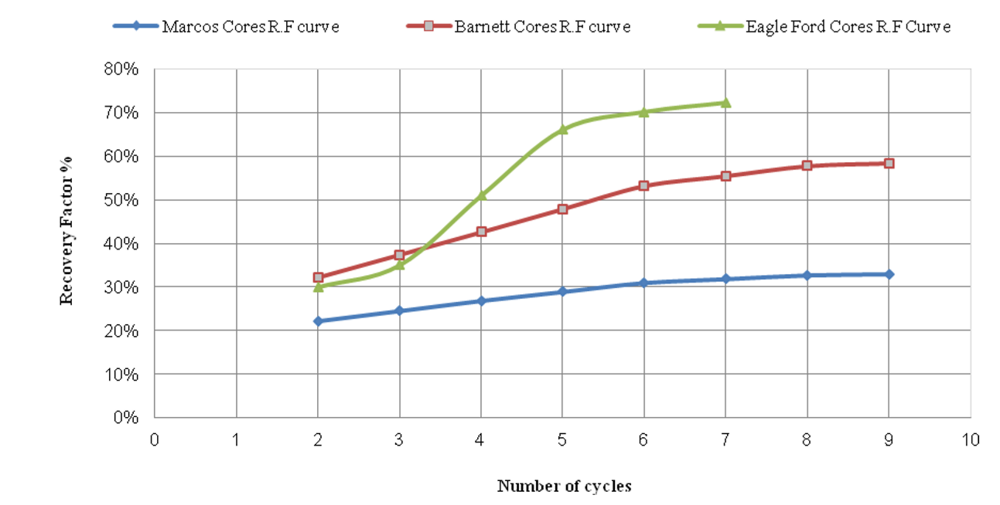 Marcos Cores R.F curve Barnett Cores R.F curve Eagle Ford Cores R.F Curve
80%
70%
60%
50%
40%
30%
20%
10%
0%
Recovery Factor %
0 1 2 3 4 5 6 7 8 9 10
Number of cycles